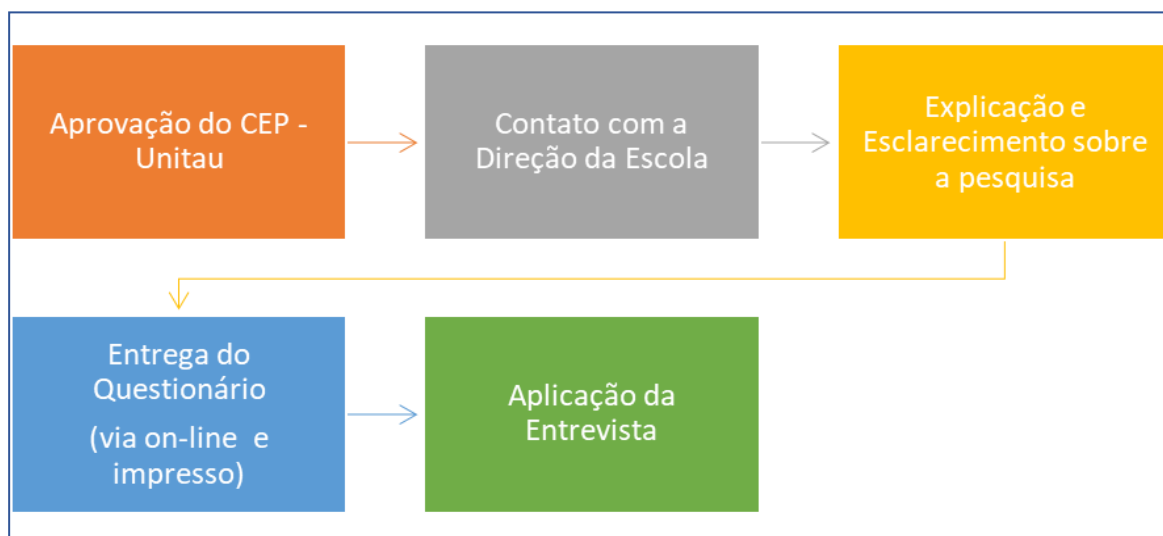 Aprovação do CEP -
Unitau
Contato com a
Direção da Escola
Explicação e
Esclarecimento sobre
a pesquisa
Entrega do
Questionário
(via on-line e
impresso)
Aplicação da
Entrevista